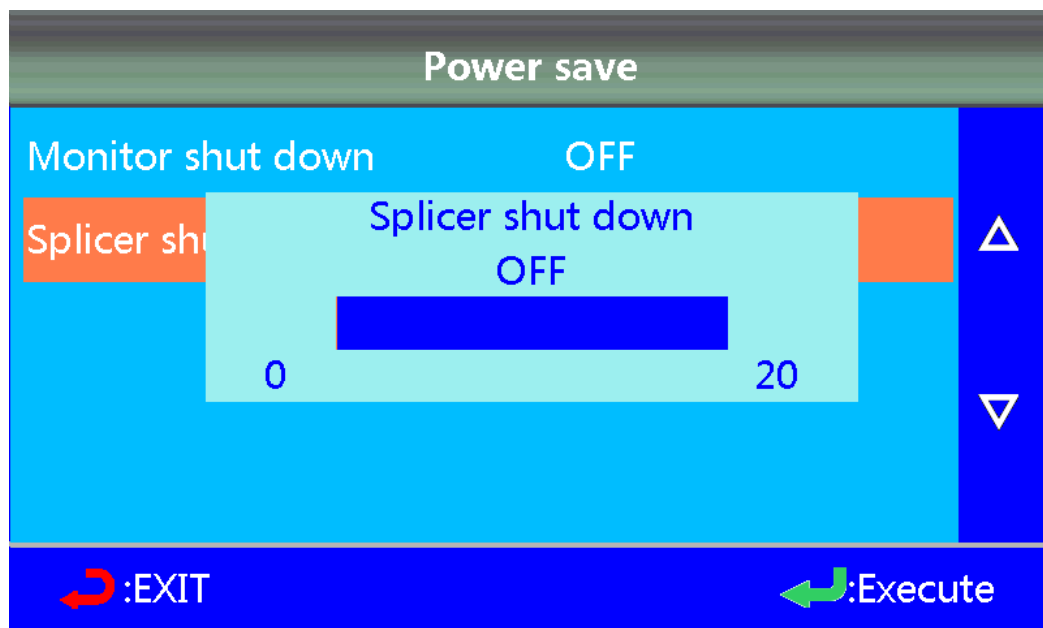 Power save
Monitor shut down OFF
Splicer shu
Splicer shut down
OFF
0 20
:EXIT :Execute